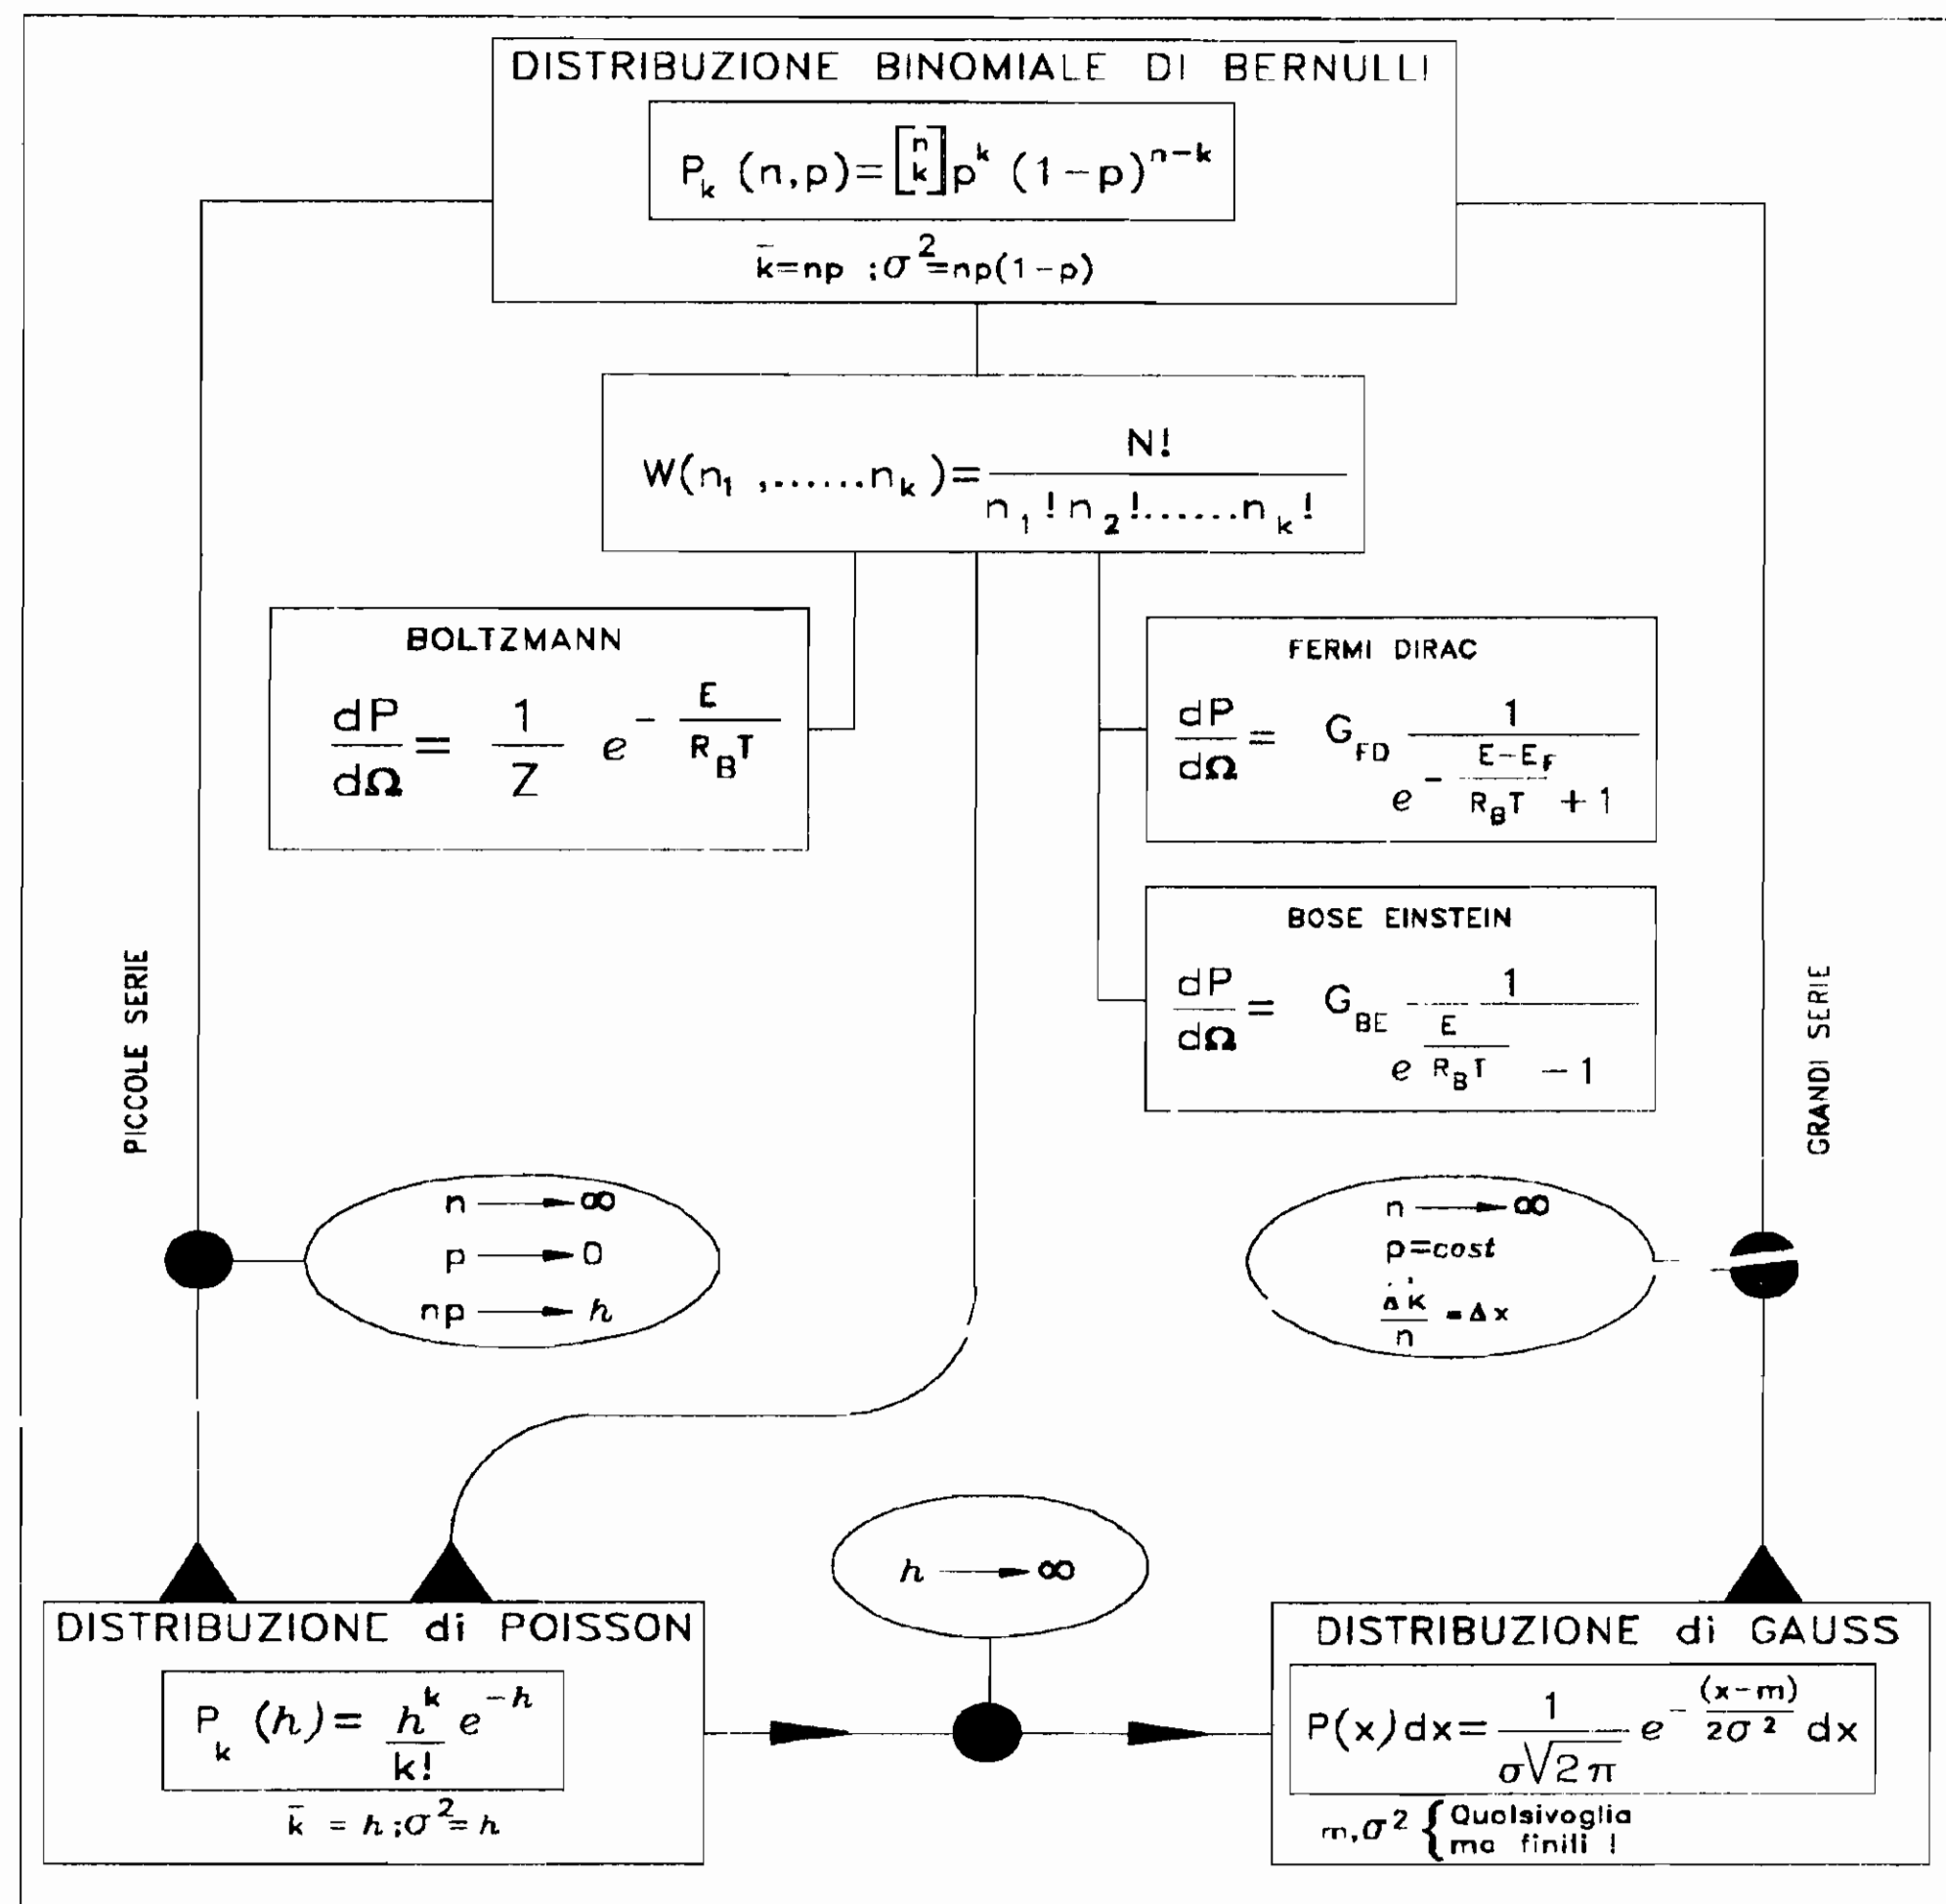 DISTRIBUZIONE BINOMIALE DI BERNULLI
P_k (n,p)=[n k]p^k (1-p)^{n-k}
k̄=np ;σ²=np(1-p)
W(n₁ ,......n_k)= N! / n₁!n₂!......n_k!
BOLTZMANN
dP/dΩ = 1/Z e^{- E/R_B T}
FERMI DIRAC
dP/dΩ = G_FD 1 / e^{- E-E_F/R_B T} + 1
BOSE EINSTEIN
dP/dΩ = G_BE 1 / e^{E/R_B T} - 1
PICCOLE SERIE
GRANDI SERIE
n → ∞
p → 0
np → h
n → ∞
p=cost
ΔK/n = Δx
h → ∞
DISTRIBUZIONE di POISSON
P_k (h)= h^k/k! e^{-h}
k̄ = h ;σ²= h
DISTRIBUZIONE di GAUSS
P(x)dx= 1/σ√2π e^{- (x-m)/2σ²} dx
m,σ² { Qualsivoglia
ma finili !